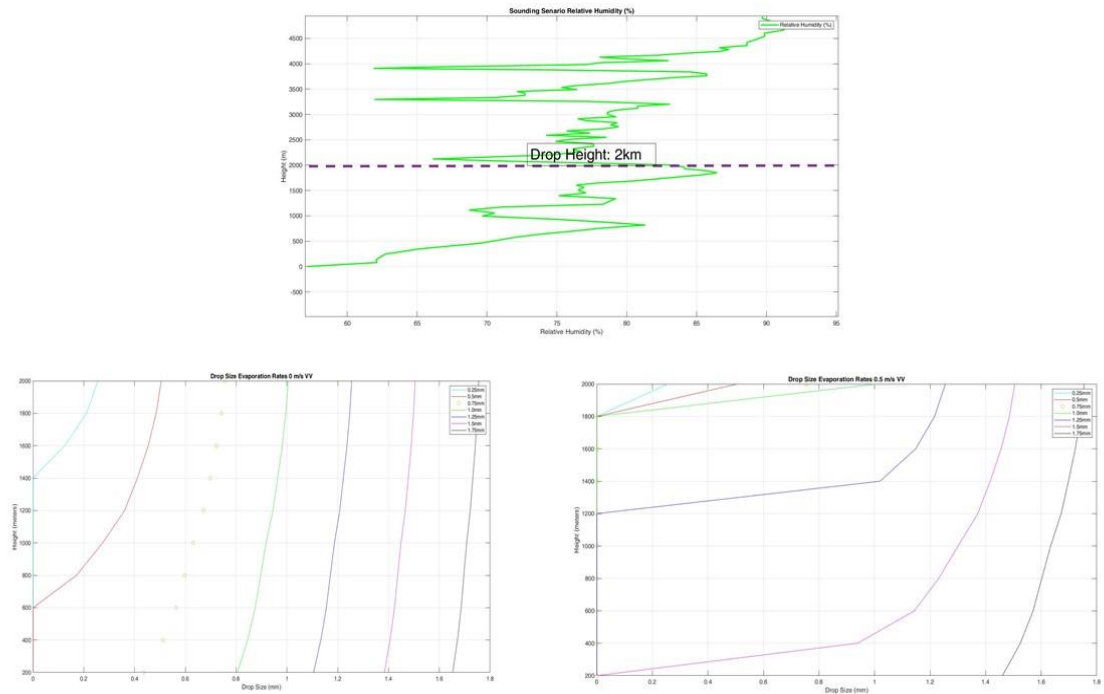 Sounding Senario Relative Humidity (%)
Relative Humidity (%)
4500
4000
3500
3000
2500
2000
1500
1000
500
0
-500
Height (m)
Drop Height: 2km
60 65 70 75 80 85 90 95
Relative Humidity (%)
Drop Size Evaporation Rates 0 m/s VV
0.25mm
0.5mm
0.75mm
1.0mm
1.25mm
1.5mm
1.75mm
2000
1800
1600
1400
1200
1000
800
600
400
200
Height (meters)
0 0.2 0.4 0.6 0.8 1 1.2 1.4 1.6 1.8
Drop Size (mm)
Drop Size Evaporation Rates 0.5 m/s VV
0.25mm
0.5mm
0.75mm
1.0mm
1.25mm
1.5mm
1.75mm
2000
1800
1600
1400
1200
1000
800
600
400
200
Height (meters)
0 0.2 0.4 0.6 0.8 1 1.2 1.4 1.6 1.8
Drop Size (mm)